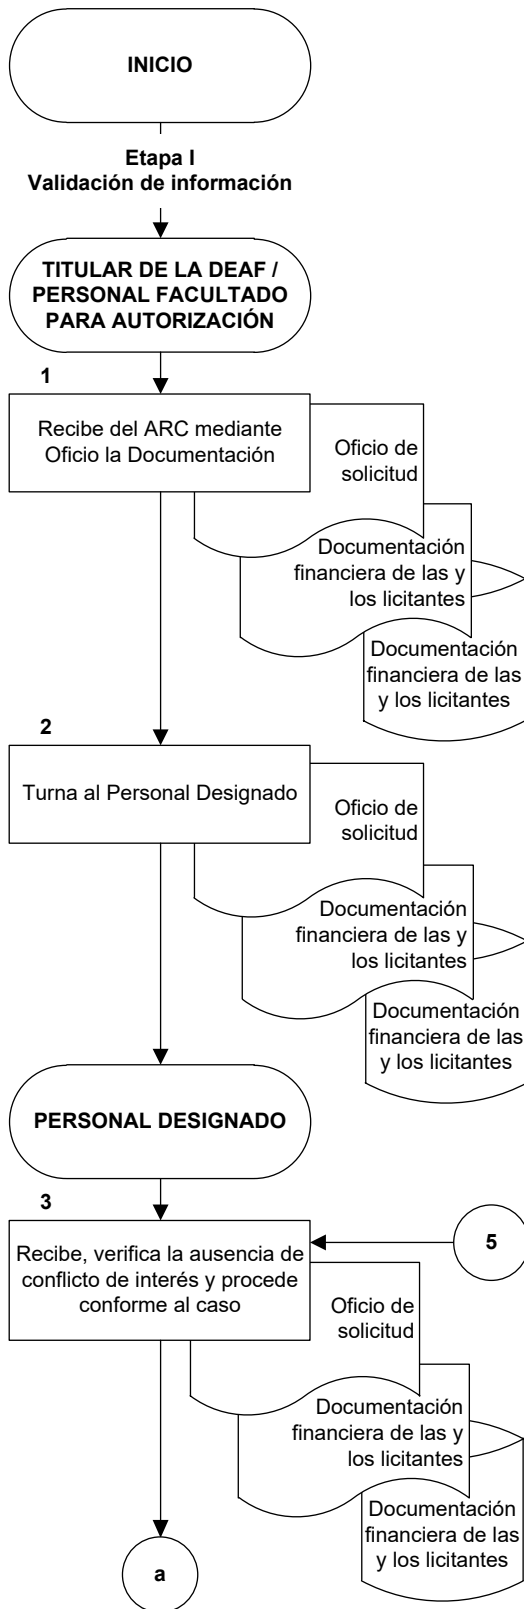 INICIO
Etapa I
Validación de información
TITULAR DE LA DEAF /
PERSONAL FACULTADO
PARA AUTORIZACIÓN
1
Recibe del ARC mediante
Oficio la Documentación
Oficio de
solicitud
Documentación
financiera de las y
los licitantes
Documentación
financiera de las
y los licitantes
2
Turna al Personal Designado
Oficio de
solicitud
Documentación
financiera de las y
los licitantes
Documentación
financiera de las
y los licitantes
PERSONAL DESIGNADO
3
Recibe, verifica la ausencia de
conflicto de interés y procede
conforme al caso
5
Oficio de
solicitud
Documentación
financiera de las y
los licitantes
Documentación
financiera de las
y los licitantes
a